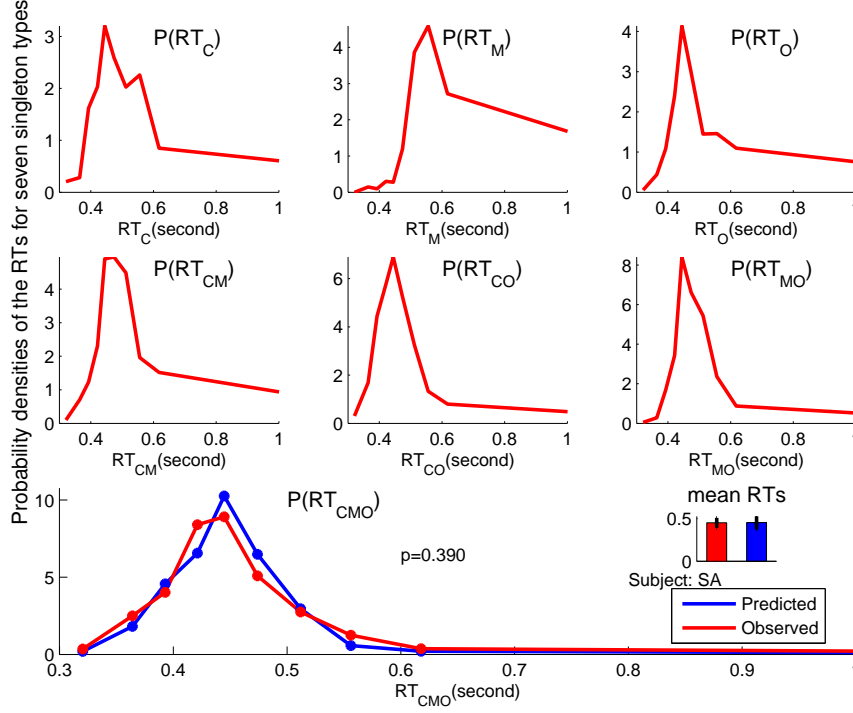 Probability densities of the RTs for seven singleton types
P(RT_C)
3
2
1
0
0.4 0.6 0.8 1
RT_C(second)
P(RT_M)
4
3
2
1
0
0.4 0.6 0.8 1
RT_M(second)
P(RT_O)
4
3
2
1
0
0.4 0.6 0.8 1
RT_O(second)
P(RT_CM)
4
3
2
1
0
0.4 0.6 0.8 1
RT_CM(second)
P(RT_CO)
6
4
2
0
0.4 0.6 0.8 1
RT_CO(second)
P(RT_MO)
8
6
4
2
0
0.4 0.6 0.8 1
RT_MO(second)
P(RT_CMO)
10
5
0
0.3 0.4 0.5 0.6 0.7 0.8 0.9 1
RT_CMO(second)
p=0.390
mean RTs
0.5
0
Subject: SA
Predicted
Observed